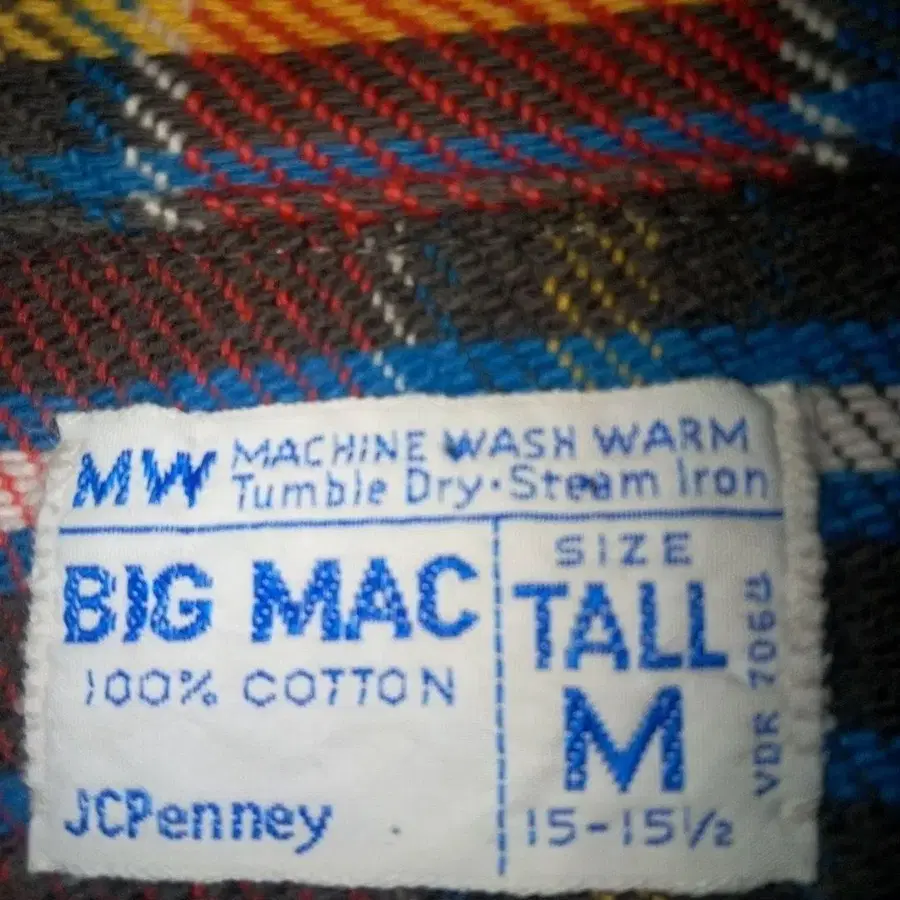 MW
MACHINE WASH WARM
Tumble Dry·Steam Iron
BIG MAC
100% COTTON
JCPenney
SIZE
TALL
M
15-15½
VDR 7064